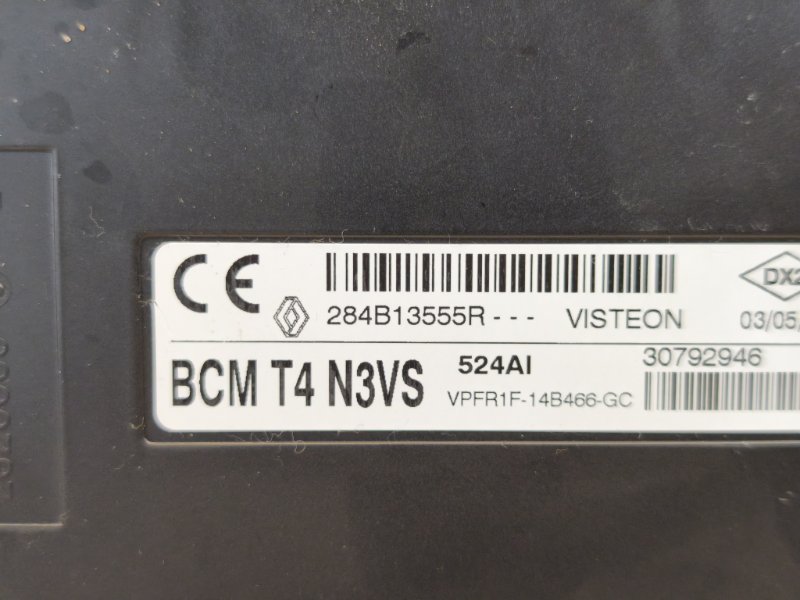 CE
284B13555R--- VISTEON 03/05.
DX2
BCM T4 N3VS 524AI 30792946
VPFR1F-14B466-GC